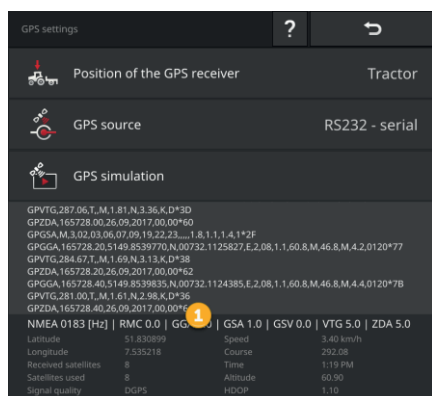 GPS settings
?
Position of the GPS receiver Tractor
GPS source RS232 - serial
GPS simulation
GPVTG,287.06,T,,M,1.81,N,3.36,K,D*3D
GPZDA,165728.00,26,09,2017,00,00*60
GPGSA,M,3,02,03,06,07,09,19,22,23,,,,,1.8,1.1,1.4,1*2F
GPGGA,165728.20,5149.8539770,N,00732.1125827,E,2,08,1.1,60.8,M,46.8,M,4.2,0120*77
GPVTG,284.67,T,,M,1.69,N,3.13,K,D*38
GPZDA,165728.20,26,09,2017,00,00*62
GPGGA,165728.40,5149.8539835,N,00732.1124385,E,2,08,1.1,60.8,M,46.8,M,4.4,0120*7B
GPVTG,281.00,T,,M,1.61,N,2.98,K,D*36
GPZDA,165728.40,26,09,2017,00,00*6
1
NMEA 0183 [Hz] | RMC 0.0 | GSA 1.0 | GSV 0.0 | VTG 5.0 | ZDA 5.0
Latitude 51.830899 Speed 3.40 km/h
Longitude 7.535218 Course 292.08
Received satellites 8 Time 1:19 PM
Satellites used 8 Altitude 60.90
Signal quality DGPS HDOP 1.10